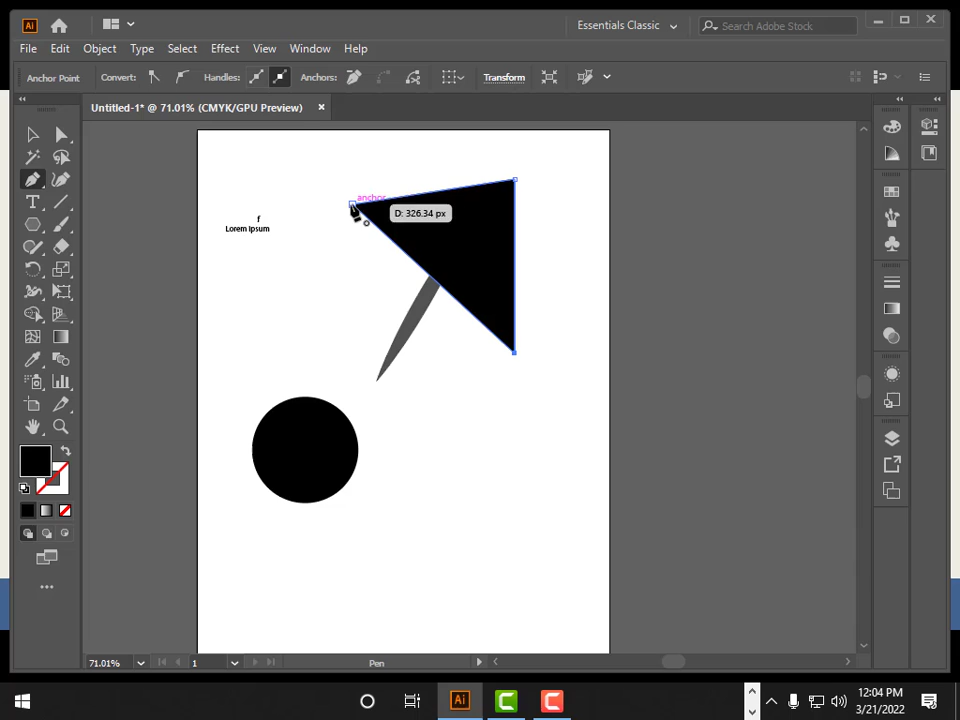 Ai
Essentials Classic
Search Adobe Stock
File Edit Object Type Select Effect View Window Help
Anchor Point Convert: Handles: Anchors: Transform
Untitled-1* @ 71.01% (CMYK/GPU Preview) ×
anchor
D: 326.34 px
f
Lorem Ipsum
71.01% 1 Pen
Ai
12:04 PM
3/21/2022